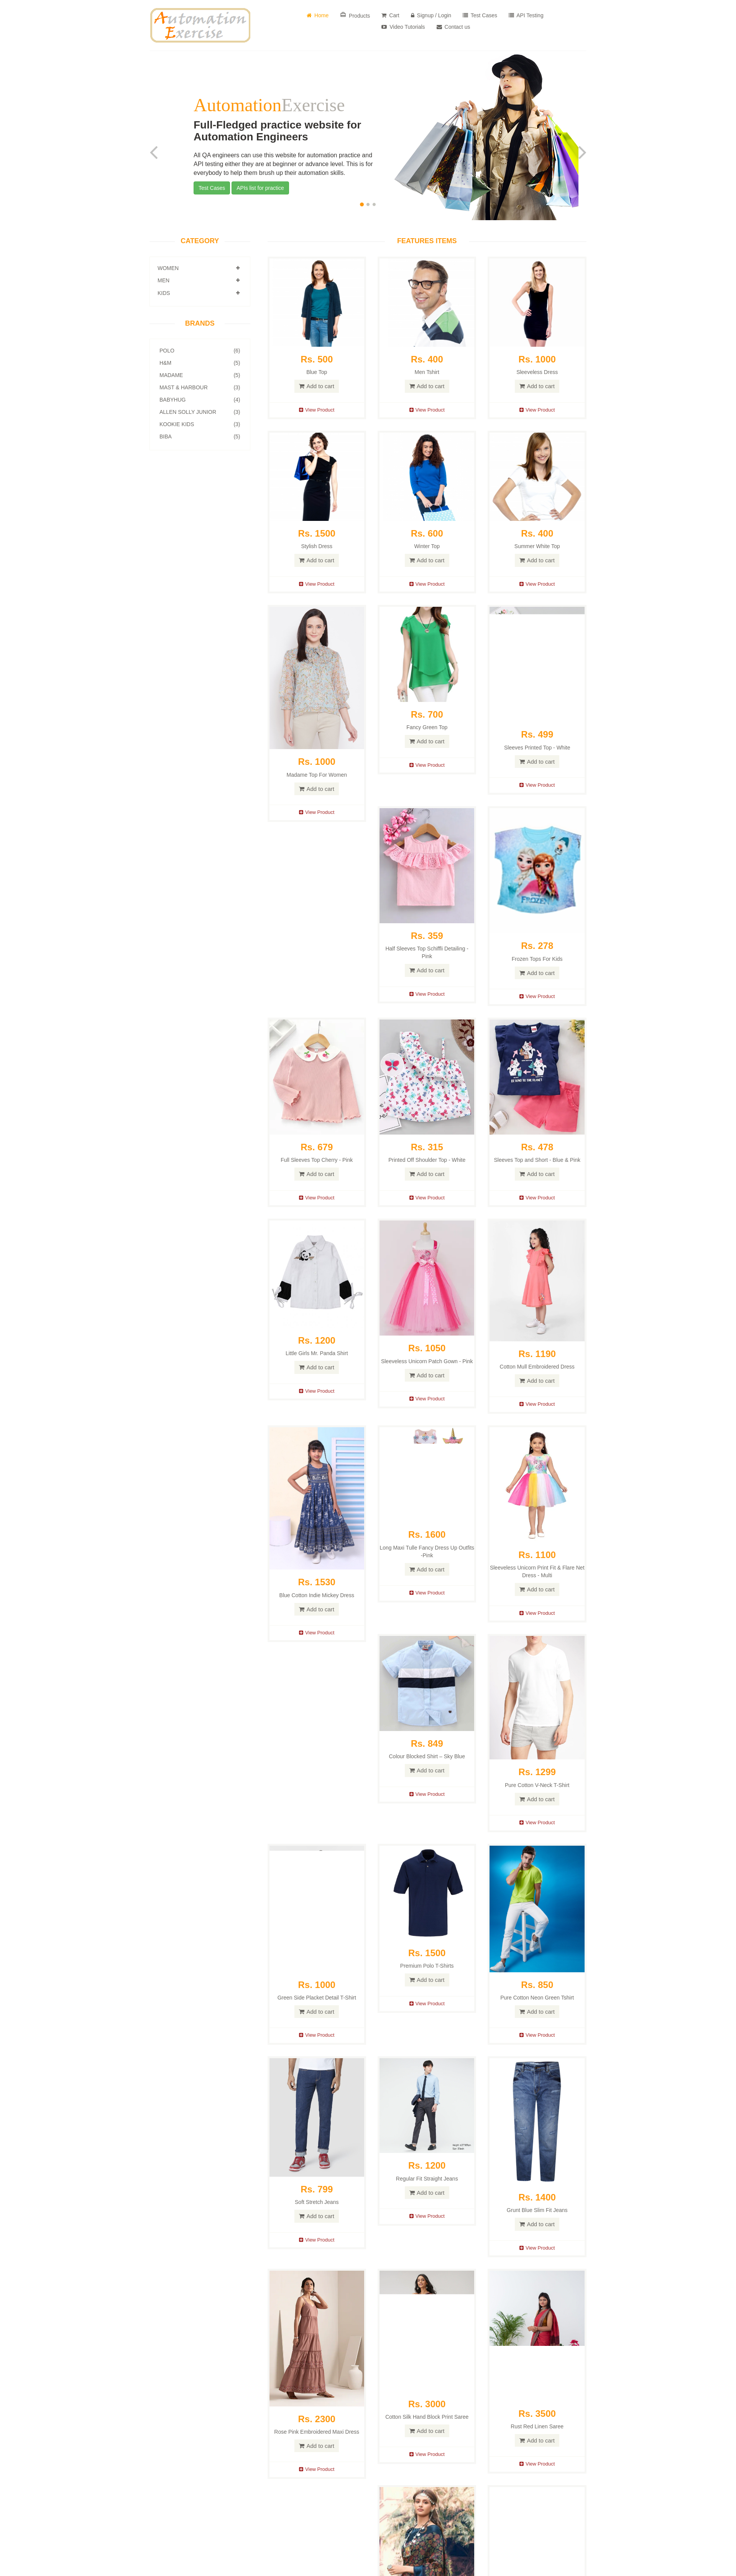 Automation
Exercise
Home
Products
Cart
Signup / Login
Test Cases
API Testing
Video Tutorials
Contact us
AutomationExercise
Full-Fledged practice website for
Automation Engineers
All QA engineers can use this website for automation practice and
API testing either they are at beginner or advance level. This is for
everybody to help them brush up their automation skills.
Test Cases
APIs list for practice
CATEGORY
WOMEN
MEN
KIDS
BRANDS
POLO (6)
H&M (5)
MADAME (5)
MAST & HARBOUR (3)
BABYHUG (4)
ALLEN SOLLY JUNIOR (3)
KOOKIE KIDS (3)
BIBA (5)
FEATURES ITEMS
Rs. 500
Blue Top
Add to cart
View Product
Rs. 400
Men Tshirt
Add to cart
View Product
Rs. 1000
Sleeveless Dress
Add to cart
View Product
Rs. 1500
Stylish Dress
Add to cart
View Product
Rs. 600
Winter Top
Add to cart
View Product
Rs. 400
Summer White Top
Add to cart
View Product
Rs. 1000
Madame Top For Women
Add to cart
View Product
Rs. 700
Fancy Green Top
Add to cart
View Product
Rs. 499
Sleeves Printed Top - White
Add to cart
View Product
Rs. 359
Half Sleeves Top Schiffli Detailing -
Pink
Add to cart
View Product
FROZEN
Rs. 278
Frozen Tops For Kids
Add to cart
View Product
Rs. 679
Full Sleeves Top Cherry - Pink
Add to cart
View Product
Rs. 315
Printed Off Shoulder Top - White
Add to cart
View Product
Rs. 478
Sleeves Top and Short - Blue & Pink
Add to cart
View Product
Rs. 1200
Little Girls Mr. Panda Shirt
Add to cart
View Product
Rs. 1050
Sleeveless Unicorn Patch Gown - Pink
Add to cart
View Product
Rs. 1190
Cotton Mull Embroidered Dress
Add to cart
View Product
Rs. 1530
Blue Cotton Indie Mickey Dress
Add to cart
View Product
Rs. 1600
Long Maxi Tulle Fancy Dress Up Outfits
-Pink
Add to cart
View Product
Rs. 1100
Sleeveless Unicorn Print Fit & Flare Net
Dress - Multi
Add to cart
View Product
Rs. 849
Colour Blocked Shirt – Sky Blue
Add to cart
View Product
Rs. 1299
Pure Cotton V-Neck T-Shirt
Add to cart
View Product
Rs. 1000
Green Side Placket Detail T-Shirt
Add to cart
View Product
Rs. 1500
Premium Polo T-Shirts
Add to cart
View Product
Rs. 850
Pure Cotton Neon Green Tshirt
Add to cart
View Product
Rs. 799
Soft Stretch Jeans
Add to cart
View Product
Rs. 1200
Regular Fit Straight Jeans
Add to cart
View Product
Rs. 1400
Grunt Blue Slim Fit Jeans
Add to cart
View Product
Rs. 2300
Rose Pink Embroidered Maxi Dress
Add to cart
View Product
Rs. 3000
Cotton Silk Hand Block Print Saree
Add to cart
View Product
Rs. 3500
Rust Red Linen Saree
Add to cart
View Product